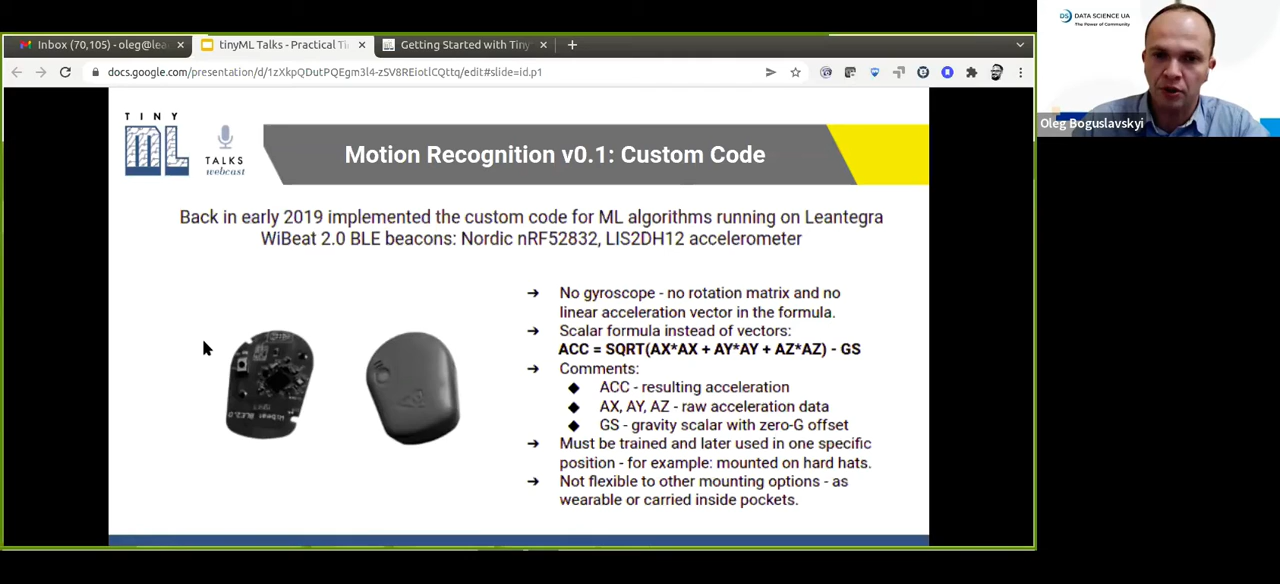 Inbox (70,105) - oleg@lea
tinyML Talks - Practical Ti
Getting Started with Tiny
docs.google.com/presentation/d/1zXkpQDutPQEgm3l4-zSV8REiotlCQttq/edit#slide=id.p1
DATA SCIENCE UA
The Power of Community
Oleg Boguslavskyi
TINY
ML
TALKS
webcast
Motion Recognition v0.1: Custom Code
Back in early 2019 implemented the custom code for ML algorithms running on Leantegra
WiBeat 2.0 BLE beacons: Nordic nRF52832, LIS2DH12 accelerometer
➔ No gyroscope - no rotation matrix and no
linear acceleration vector in the formula.
➔ Scalar formula instead of vectors:
ACC = SQRT(AX*AX + AY*AY + AZ*AZ) - GS
➔ Comments:
◆ ACC - resulting acceleration
◆ AX, AY, AZ - raw acceleration data
◆ GS - gravity scalar with zero-G offset
➔ Must be trained and later used in one specific
position - for example: mounted on hard hats.
➔ Not flexible to other mounting options - as
wearable or carried inside pockets.